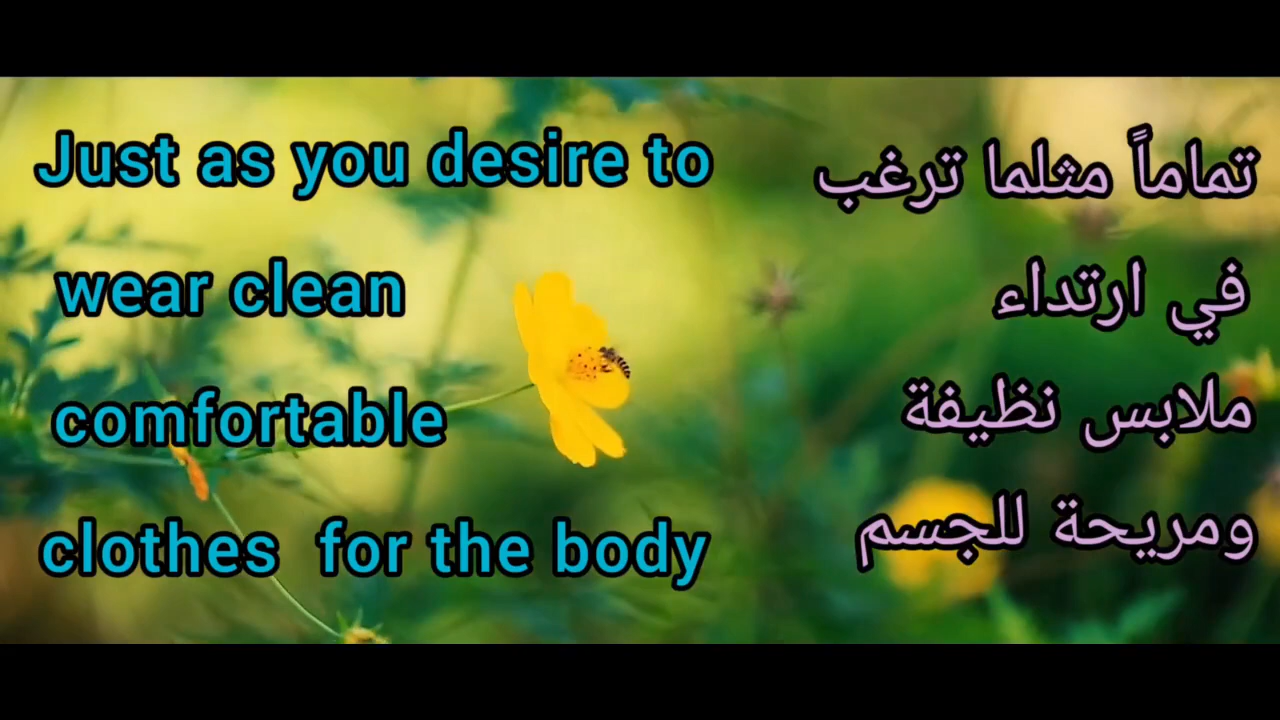 Just as you desire to
wear clean
comfortable
clothes for the body
تماماً مثلما ترغب
في ارتداء
ملابس نظيفة
ومريحة للجسم